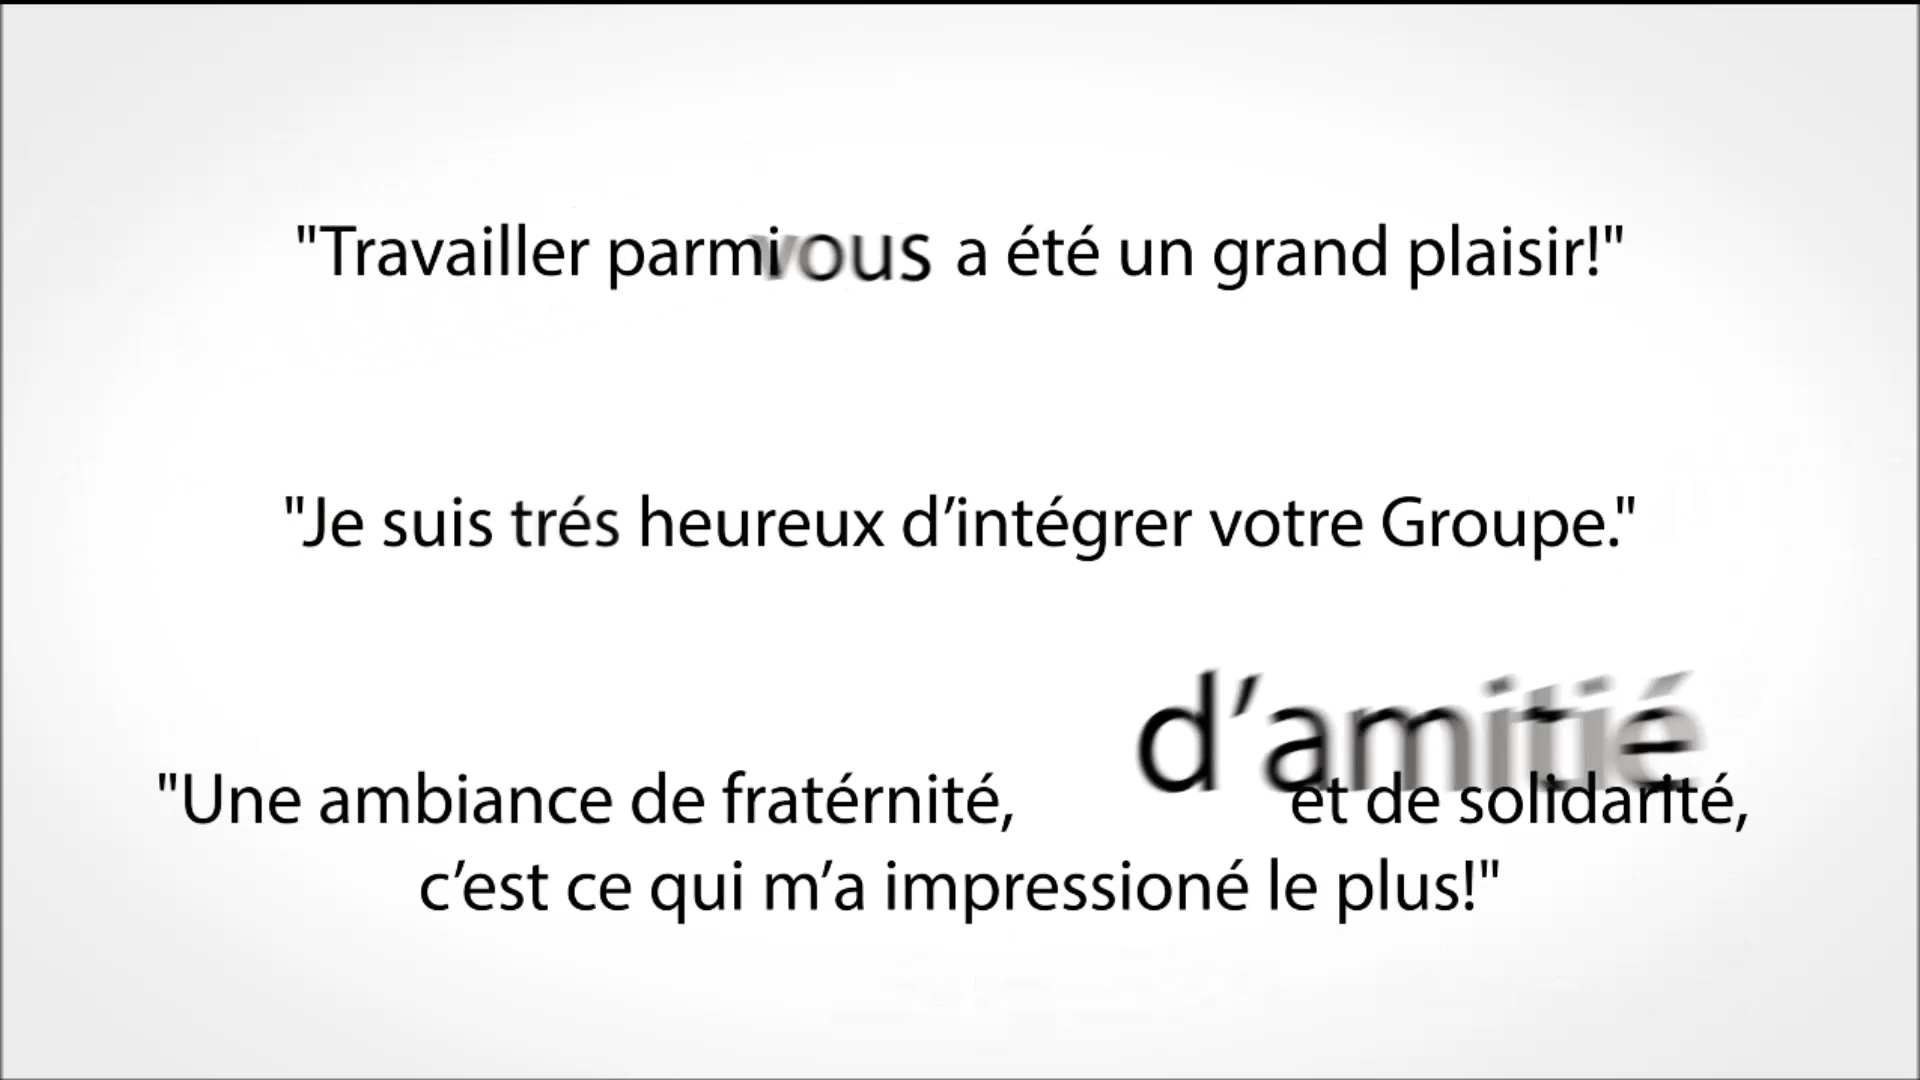 "Travailler parmi vous a été un grand plaisir!"
"Je suis trés heureux d’intégrer votre Groupe."
"Une ambiance de fratérnité, d’amitié et de solidarité,
c’est ce qui m’a impressioné le plus!"